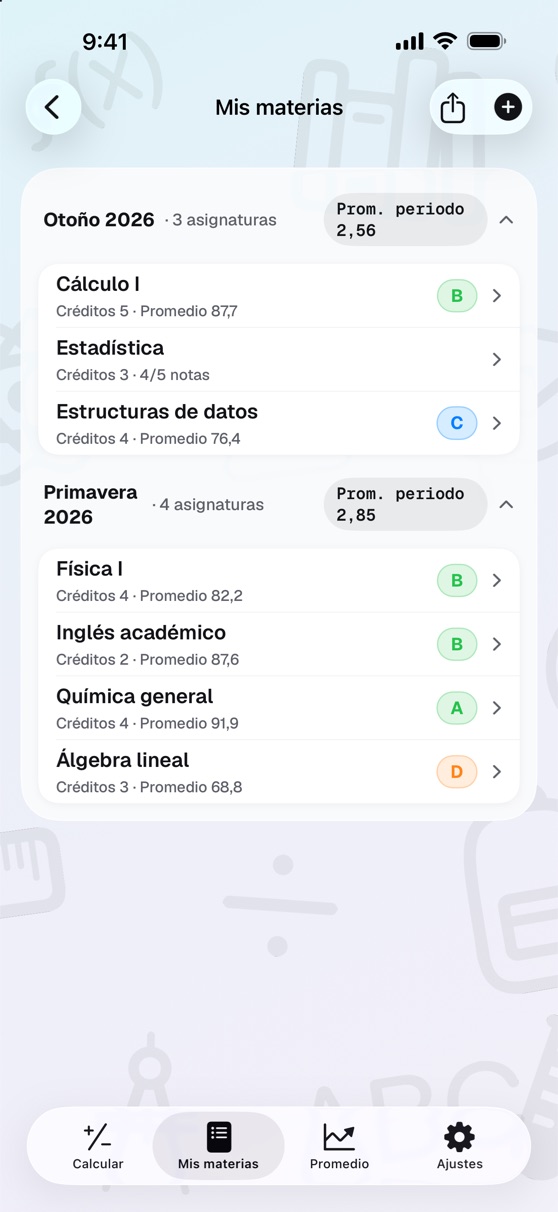 9:41
Mis materias
Otoño 2026 · 3 asignaturas
Prom. periodo
2,56
Cálculo I
Créditos 5 · Promedio 87,7
B
Estadística
Créditos 3 · 4/5 notas
Estructuras de datos
Créditos 4 · Promedio 76,4
C
Primavera
2026
· 4 asignaturas
Prom. periodo
2,85
Física I
Créditos 4 · Promedio 82,2
B
Inglés académico
Créditos 2 · Promedio 87,6
B
Química general
Créditos 4 · Promedio 91,9
A
Álgebra lineal
Créditos 3 · Promedio 68,8
D
ABC
Calcular
Mis materias
Promedio
Ajustes